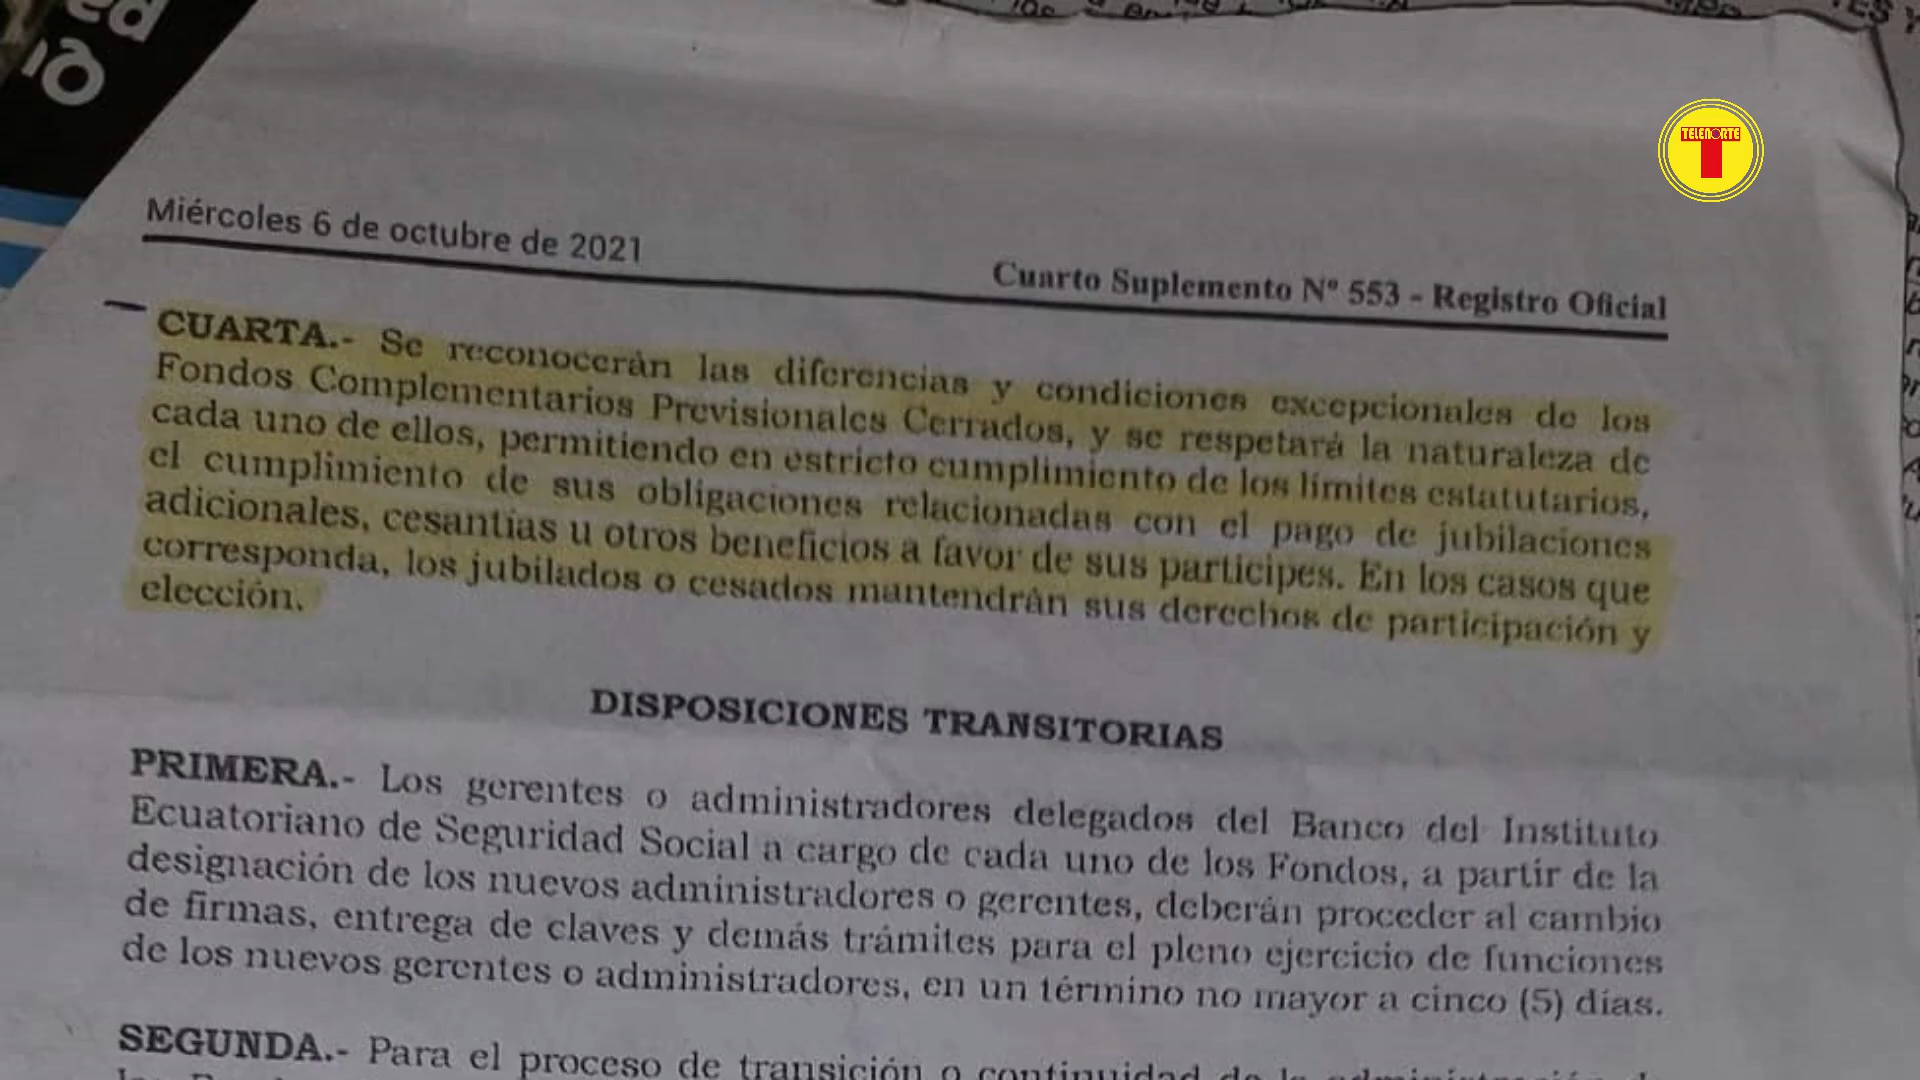 TELENORTE
Miércoles 6 de octubre de 2021
Cuarto Suplemento Nº 553 - Registro Oficial
CUARTA.- Se reconocerán las diferencias y condiciones excepcionales de los
Fondos Complementarios Previsionales Cerrados, y se respetará la naturaleza de
cada uno de ellos, permitiendo en estricto cumplimiento de los límites estatutarios,
el cumplimiento de sus obligaciones relacionadas con el pago de jubilaciones
adicionales, cesantías u otros beneficios a favor de sus partícipes. En los casos que
corresponda, los jubilados o cesados mantendrán sus derechos de participación y
elección.
DISPOSICIONES TRANSITORIAS
PRIMERA.- Los gerentes o administradores delegados del Banco del Instituto
Ecuatoriano de Seguridad Social a cargo de cada uno de los Fondos, a partir de la
designación de los nuevos administradores o gerentes, deberán proceder al cambio
de firmas, entrega de claves y demás trámites para el pleno ejercicio de funciones
de los nuevos gerentes o administradores, en un término no mayor a cinco (5) días.
SEGUNDA.- Para el proceso de transición o continuidad de la